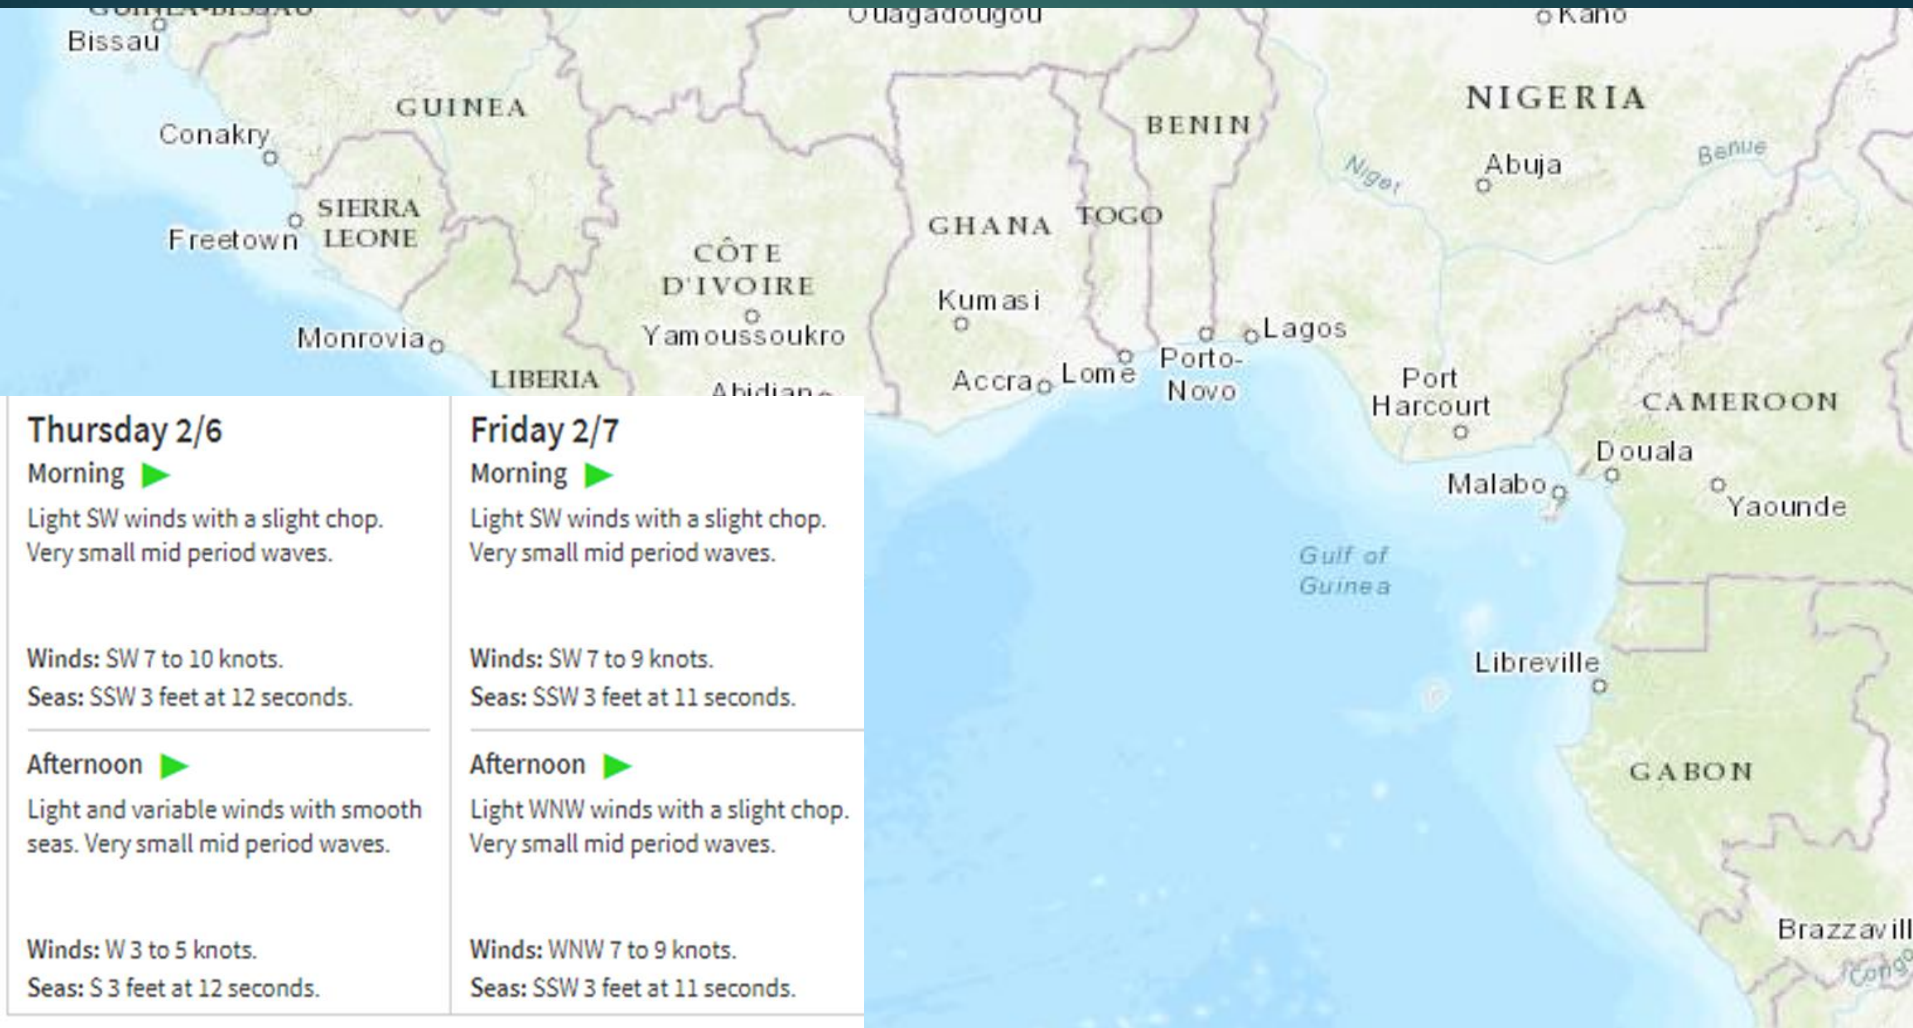 GUINEA-BISSAU
Bissau
Ouagadougou
Kano
GUINEA
NIGERIA
BENIN
Conakry
Abuja
Benue
Niger
SIERRA
LEONE
Freetown
GHANA
TOGO
CÔTE
D'IVOIRE
Yamoussoukro
Kumasi
Monrovia
LIBERIA
Abidjan
Accra
Lome
Porto-
Novo
Lagos
Port
Harcourt
CAMEROON
Douala
Malabo
Yaounde
Gulf of
Guinea
Libreville
GABON
Brazzavill
Congo
Thursday 2/6
Morning
Light SW winds with a slight chop.
Very small mid period waves.
Winds: SW 7 to 10 knots.
Seas: SSW 3 feet at 12 seconds.
Afternoon
Light and variable winds with smooth
seas. Very small mid period waves.
Winds: W 3 to 5 knots.
Seas: S 3 feet at 12 seconds.
Friday 2/7
Morning
Light SW winds with a slight chop.
Very small mid period waves.
Winds: SW 7 to 9 knots.
Seas: SSW 3 feet at 11 seconds.
Afternoon
Light WNW winds with a slight chop.
Very small mid period waves.
Winds: WNW 7 to 9 knots.
Seas: SSW 3 feet at 11 seconds.